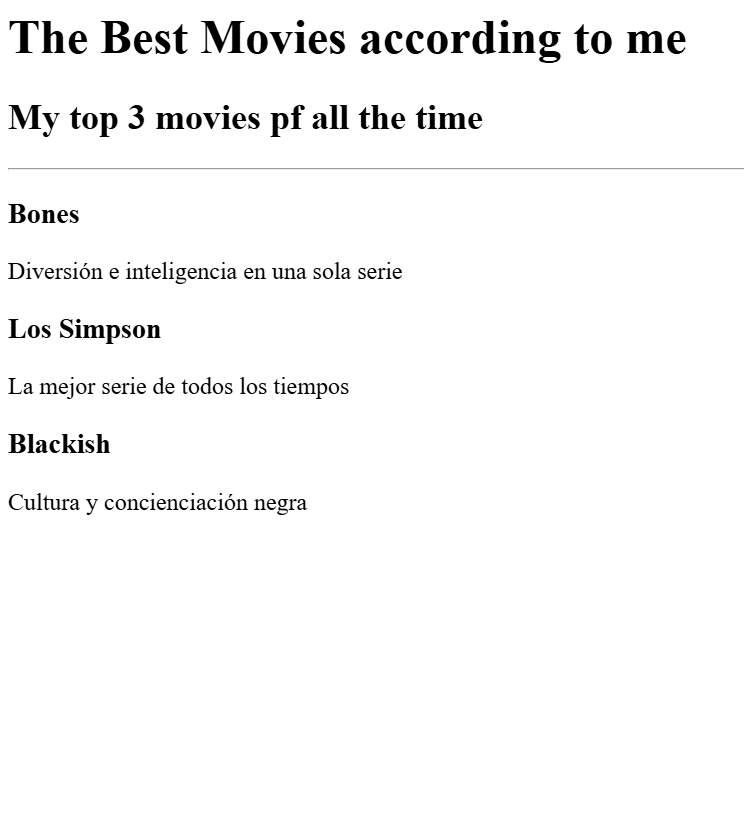 The Best Movies according to me
My top 3 movies pf all the time
Bones
Diversión e inteligencia en una sola serie
Los Simpson
La mejor serie de todos los tiempos
Blackish
Cultura y concienciación negra